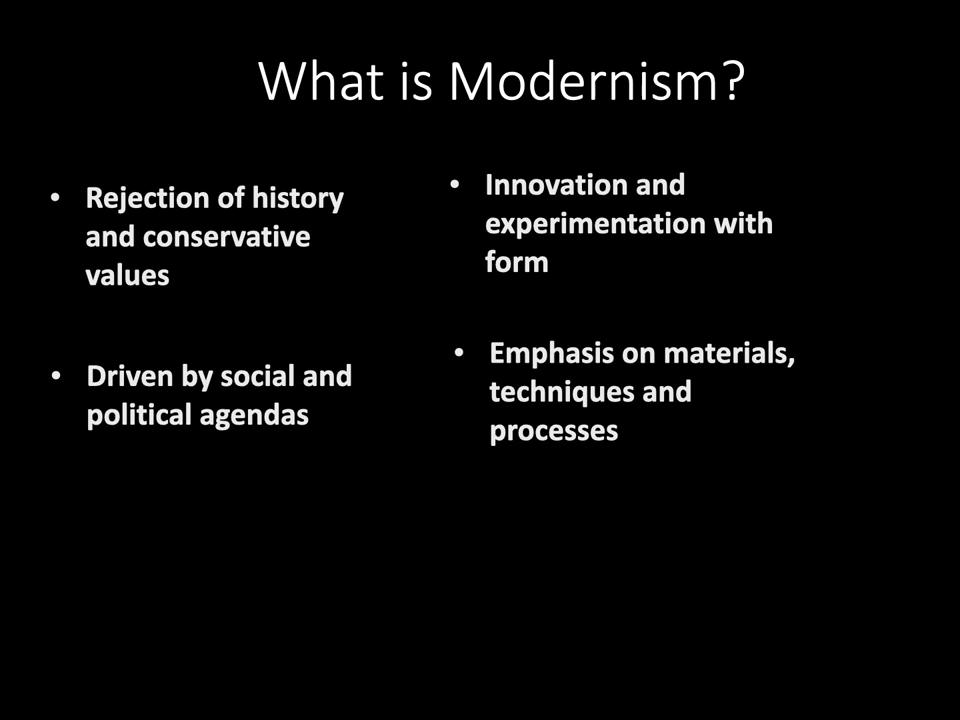 What is Modernism?
• Rejection of history
and conservative
values
• Driven by social and
political agendas
• Innovation and
experimentation with
form
• Emphasis on materials,
techniques and
processes